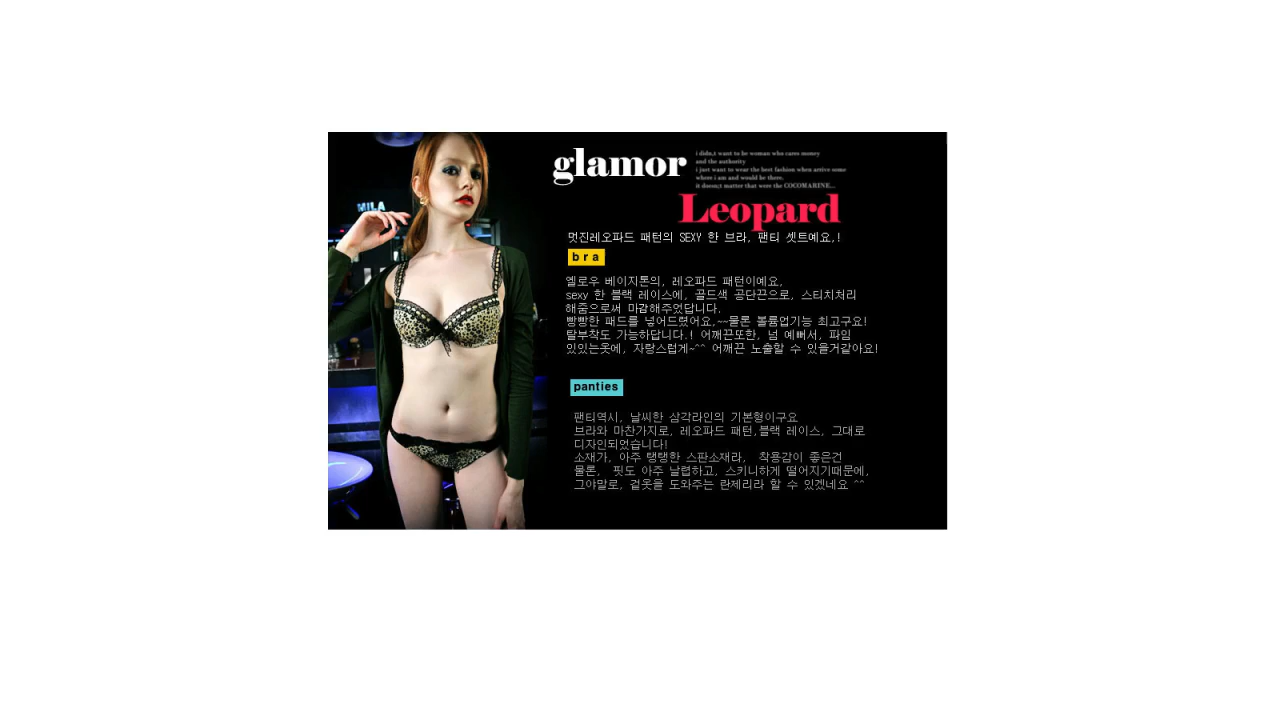 MILA
glamor
i didn,t want to be woman who cares money
and the authority
i just want to wear the best fashion when arrive some
where i am and would be there.
it doesn;t matter that were the COCOMARINE...
Leopard
멋진레오파드 패턴의 SEXY 한 브라, 팬티 셋트예요,!
bra
옐로우 베이지톤의, 레오파드 패턴이예요,
sexy 한 블랙 레이스에, 골드색 공단끈으로, 스티치처리
해줌으로써 마감해주었답니다.
빵빵한 패드를 넣어드렸어요,~~물론 볼륨업기능 최고구요!
탈부착도 가능하답니다.! 어깨끈또한, 넘 예뻐서, 파임
있있는옷에, 자랑스럽게~^^ 어깨끈 노출할 수 있을거같아요!
panties
팬티역시, 날씨한 삼각라인의 기본형이구요
브라와 마찬가지로, 레오파드 패턴,블랙 레이스, 그대로
디자인되었습니다!
소재가, 아주 탱탱한 스판소재라, 착용감이 좋은건
물론, 핏도 아주 날렵하고, 스키니하게 떨어지기때문에,
그야말로, 겉옷을 도와주는 란제리라 할 수 있겠네요 ^^